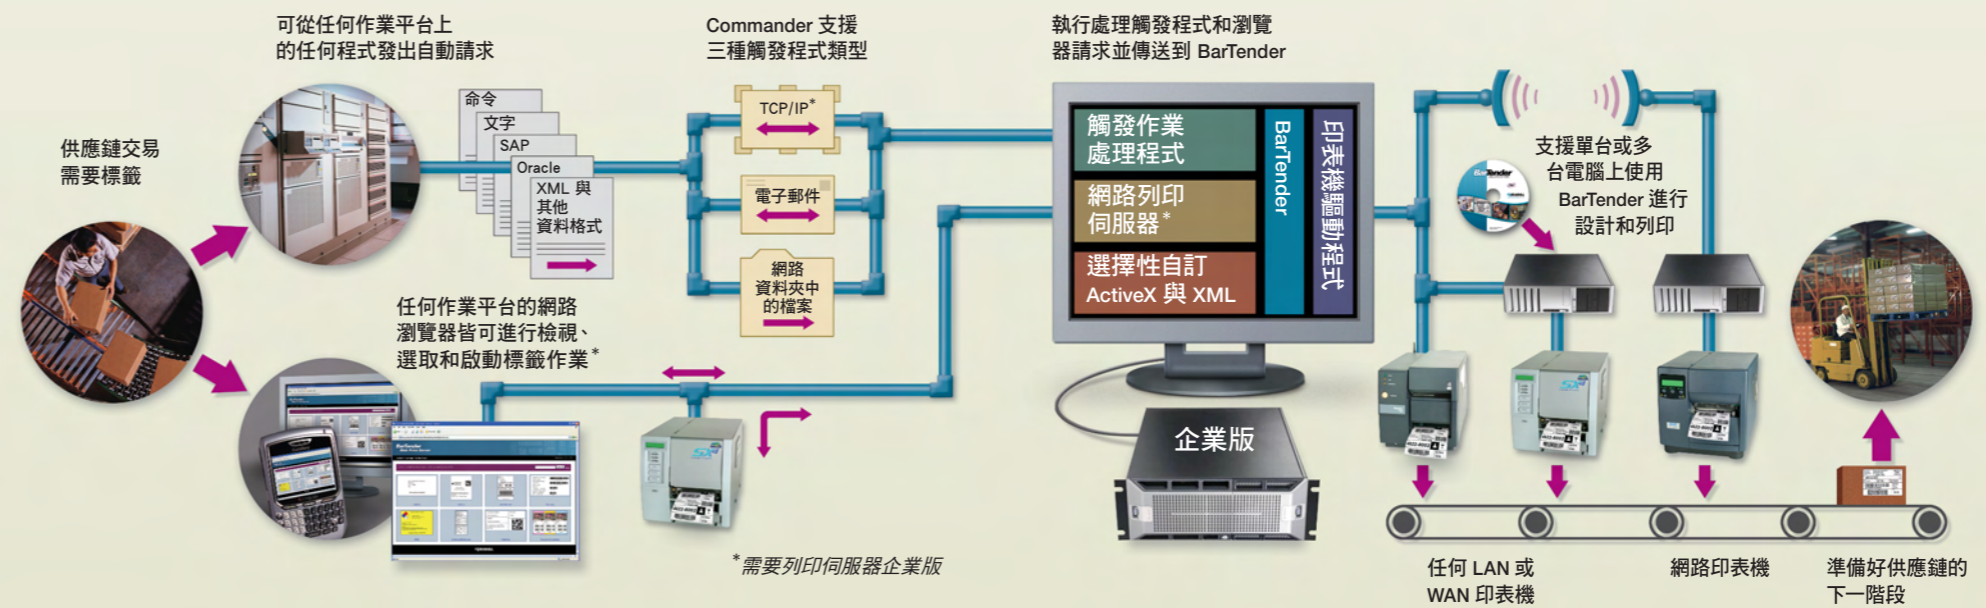 供應鏈交易
需要標籤
可從任何作業平台上
的任何程式發出自動請求
命令
文字
SAP
Oracle
XML 與
其他
資料格式
任何作業平台的網路
瀏覽器皆可進行檢視、
選取和啟動標籤作業*
Commander 支援
三種觸發程式類型
TCP/IP*
電子郵件
網路
資料夾中
的檔案
*需要列印伺服器企業版
執行處理觸發程式和瀏覽
器請求並傳送到 BarTender
觸發作業
處理程式
網路列印
伺服器*
選擇性自訂
ActiveX 與 XML
BarTender
印表機驅動程式
企業版
支援單台或多
台電腦上使用
BarTender 進行
設計和列印
BarTender
任何 LAN 或
WAN 印表機
網路印表機
準備好供應鏈的
下一階段